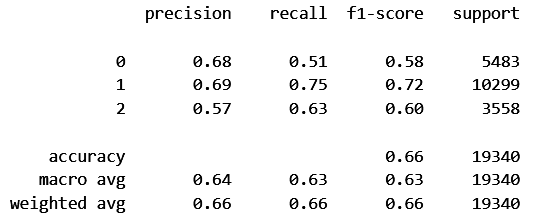 precision recall f1-score support
0 0.68 0.51 0.58 5483
1 0.69 0.75 0.72 10299
2 0.57 0.63 0.60 3558
accuracy 0.66 19340
macro avg 0.64 0.63 0.63 19340
weighted avg 0.66 0.66 0.66 19340